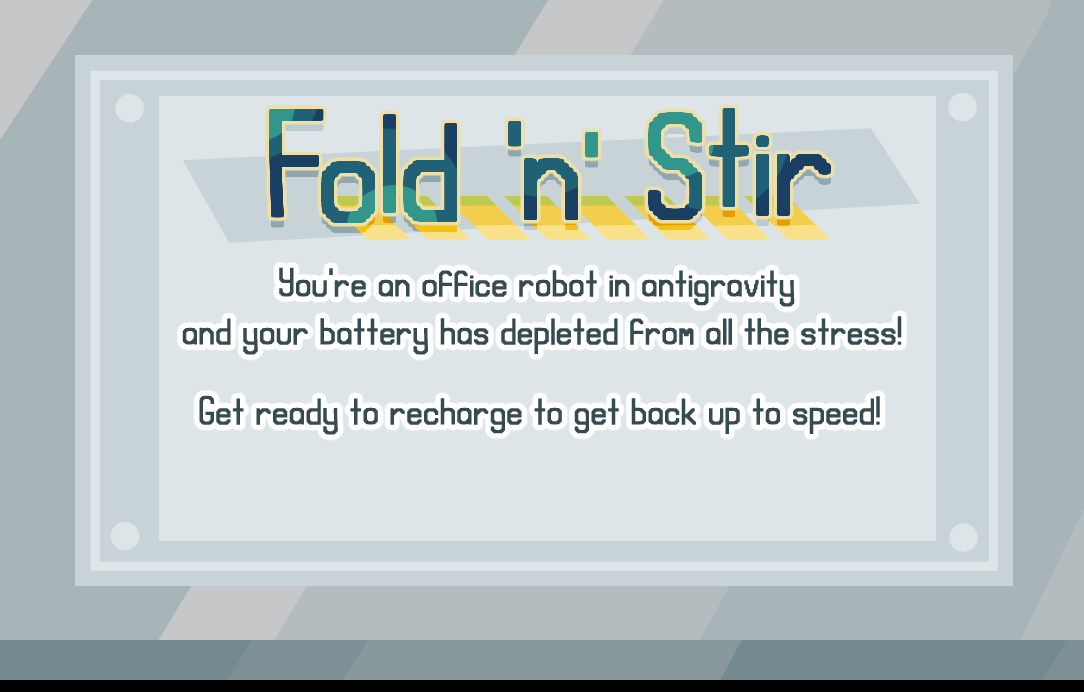 Fold 'n' Stir
You're an office robot in antigravity
and your battery has depleted from all the stress!
Get ready to recharge to get back up to speed!